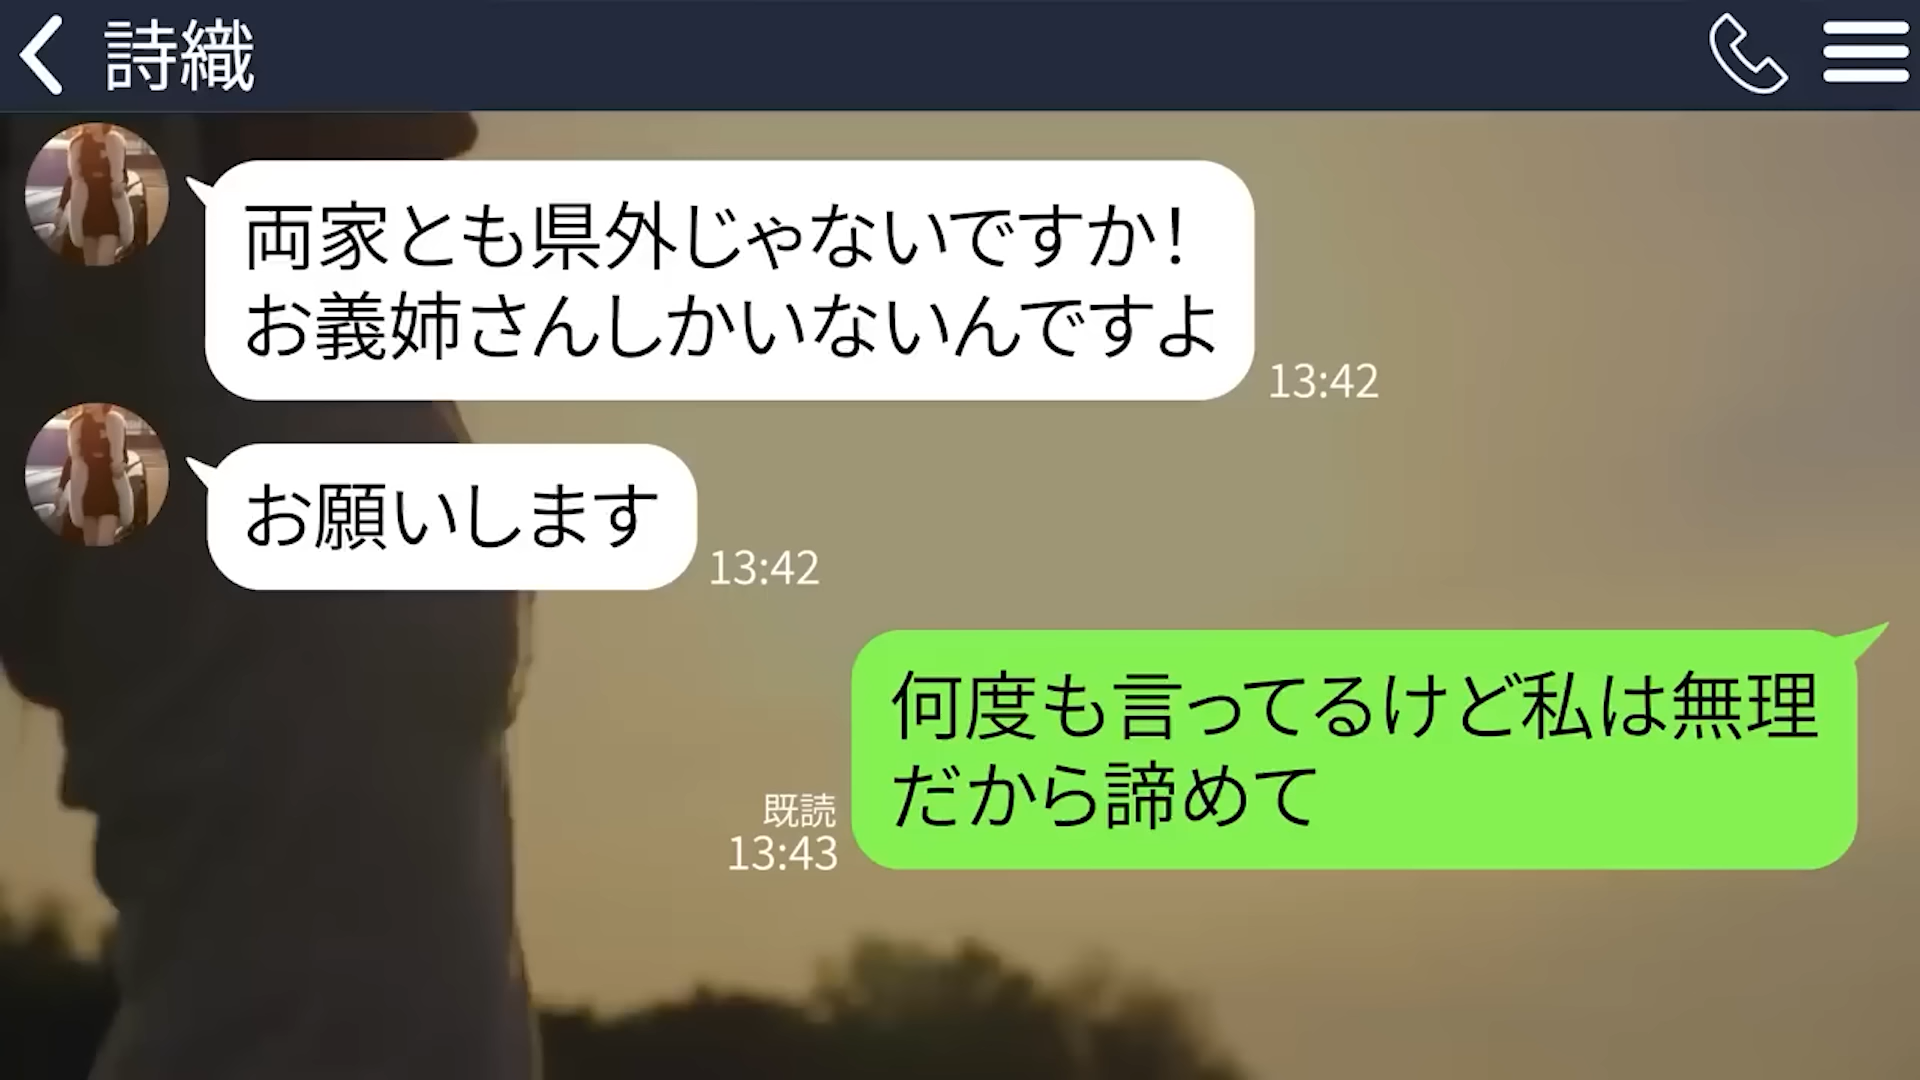 詩織
両家とも県外じゃないですか！
お義姉さんしかいないんですよ
13:42
お願いします
13:42
何度も言ってるけど私は無理
だから諦めて
既読
13:43